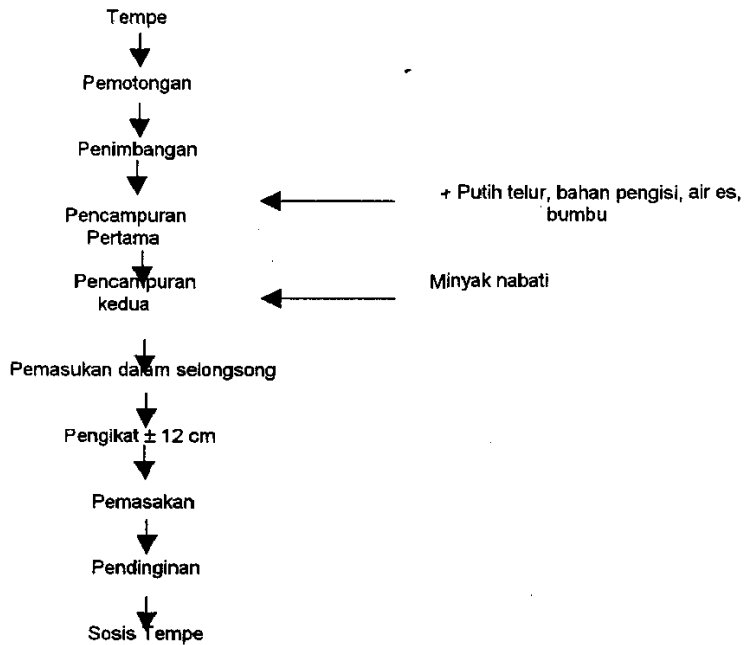 Tempe
Pemotongan
Penimbangan
+ Putih telur, bahan pengisi, air es,
bumbu
Pencampuran
Pertama
Pencampuran
kedua
Minyak nabati
Pemasukan dalam selongsong
Pengikat ± 12 cm
Pemasakan
Pendinginan
Sosis Tempe